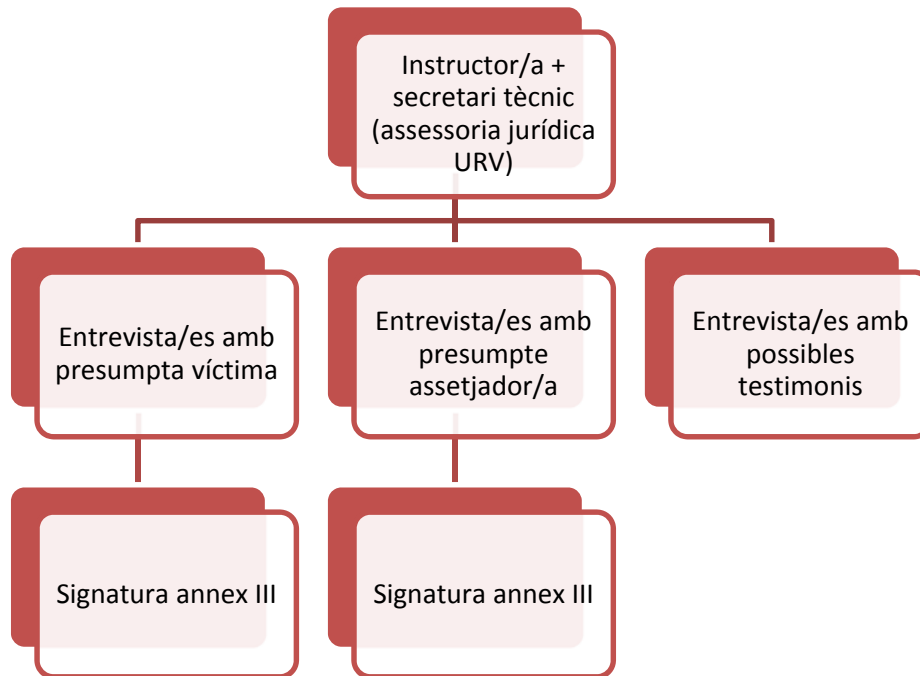 Instructor/a +
secretari tècnic
(assessoria jurídica
URV)
Entrevista/es amb
presumpta víctima
Entrevista/es amb
presumpte
assetjador/a
Entrevista/es amb
possibles
testimonis
Signatura annex III
Signatura annex III